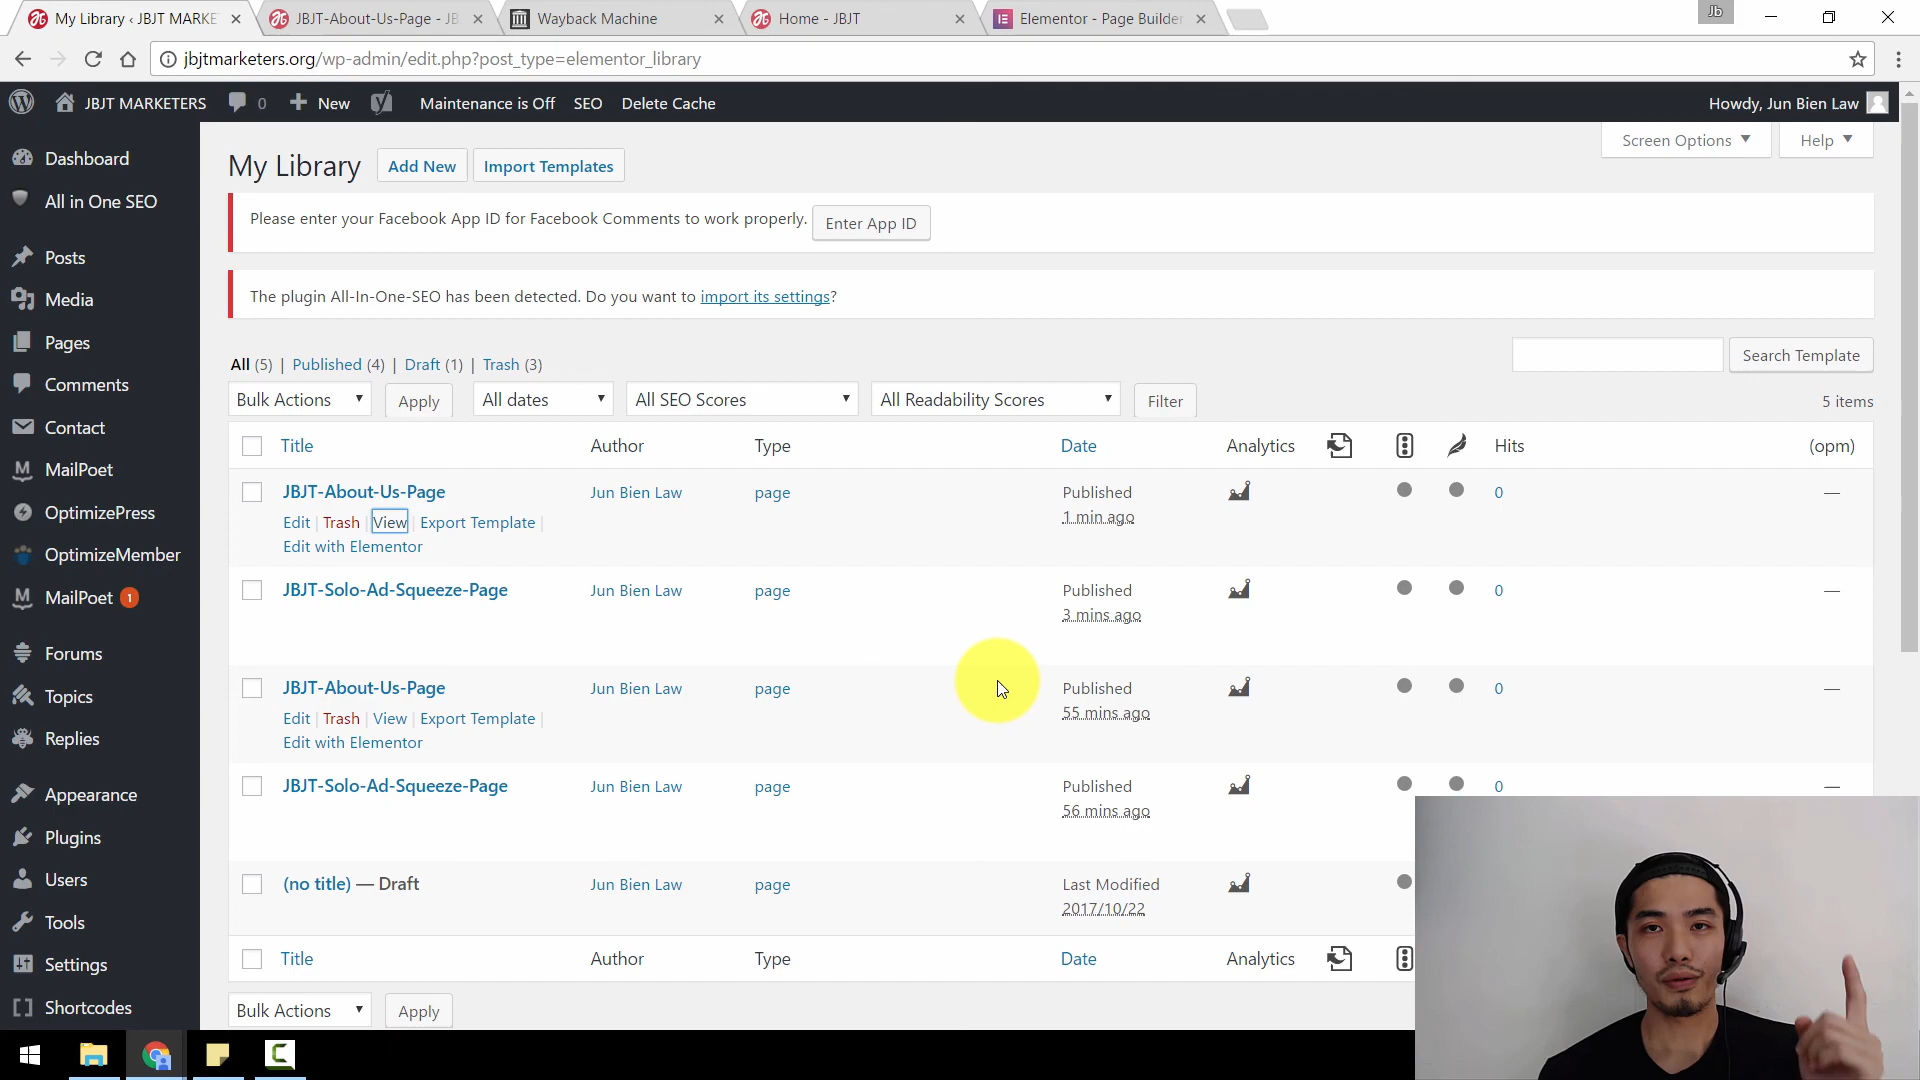 My Library ‹ JBJT MARKE
JBJT-About-Us-Page - JB
Wayback Machine
Home - JBJT
Elementor - Page Builder
Jb
jbjtmarketers.org/wp-admin/edit.php?post_type=elementor_library
JBJT MARKETERS
0
New
Maintenance is Off
SEO
Delete Cache
Howdy, Jun Bien Law
Dashboard
All in One SEO
Posts
Media
Pages
Comments
Contact
MailPoet
OptimizePress
OptimizeMember
MailPoet 1
Forums
Topics
Replies
Appearance
Plugins
Users
Tools
Settings
Shortcodes
Screen Options
Help
My Library
Add New
Import Templates
Please enter your Facebook App ID for Facebook Comments to work properly. Enter App ID
The plugin All-In-One-SEO has been detected. Do you want to import its settings?
All (5) | Published (4) | Draft (1) | Trash (3)
Search Template
Bulk Actions Apply All dates All SEO Scores All Readability Scores Filter 5 items
Title Author Type Date Analytics Hits (opm)
JBJT-About-Us-Page Jun Bien Law page Published 0 —
1 min ago
Edit | Trash | View | Export Template |
Edit with Elementor
JBJT-Solo-Ad-Squeeze-Page Jun Bien Law page Published 0 —
3 mins ago
JBJT-About-Us-Page Jun Bien Law page Published 0 —
55 mins ago
Edit | Trash | View | Export Template |
Edit with Elementor
JBJT-Solo-Ad-Squeeze-Page Jun Bien Law page Published 0 —
56 mins ago
(no title) — Draft Jun Bien Law page Last Modified
2017/10/22
Title Author Type Date Analytics
Bulk Actions Apply